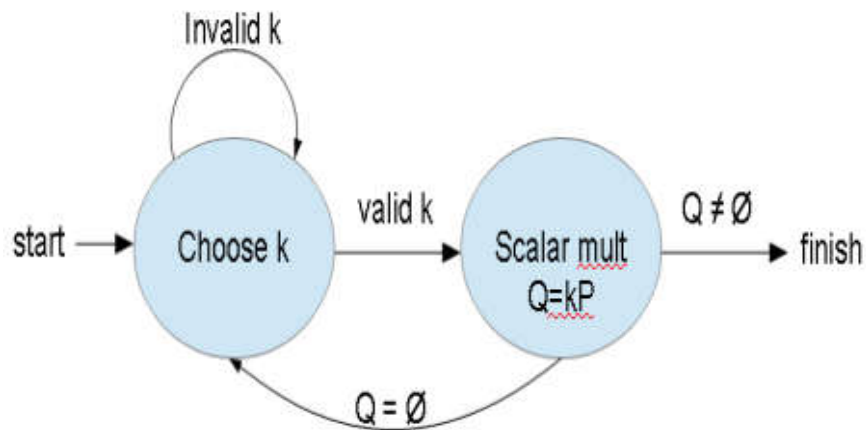 Invalid k
start
Choose k
valid k
Scalar mult
Q=kP
Q ≠ Ø
finish
Q = Ø